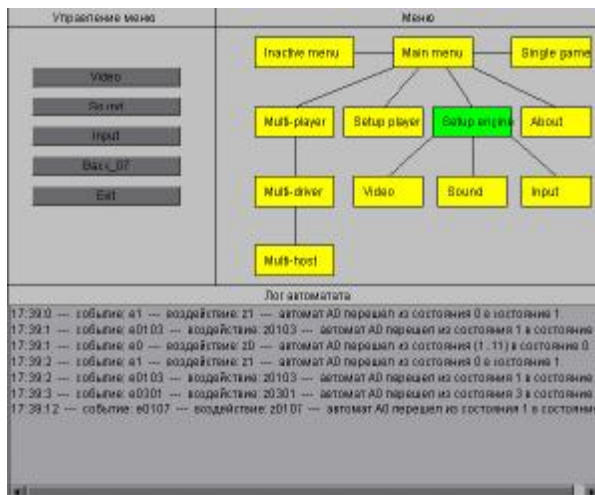 Управление меню
Меню
Video
Sound
Input
Back_07
Exit
Inactive menu
Main menu
Single game
Multi-player
Setup player
Setup engine
About
Multi-driver
Video
Sound
Input
Multi-host
Лог автоматата
17:39:0 --- событие: e1 --- воздействие: z1 --- автомат A0 перешел из состояния 0 в состояние 1
17:39:1 --- событие: e0103 --- воздействие: z0103 --- автомат A0 перешел из состояния 1 в состояние
17:39:1 --- событие: e0 --- воздействие: z0 --- автомат A0 перешел из состояния (1..11) в состояние 0
17:39:2 --- событие: e1 --- воздействие: z1 --- автомат A0 перешел из состояния 0 в состояние 1
17:39:2 --- событие: e0103 --- воздействие: z0103 --- автомат A0 перешел из состояния 1 в состояние
17:39:3 --- событие: e0301 --- воздействие: z0301 --- автомат A0 перешел из состояния 3 в состояние
17:39:12 --- событие: e0107 --- воздействие: z0107 --- автомат A0 перешел из состояния 1 в состояние